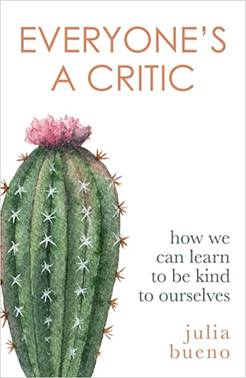 EVERYONE'S
A CRITIC
how we
can learn
to be kind
to ourselves
julia
bueno